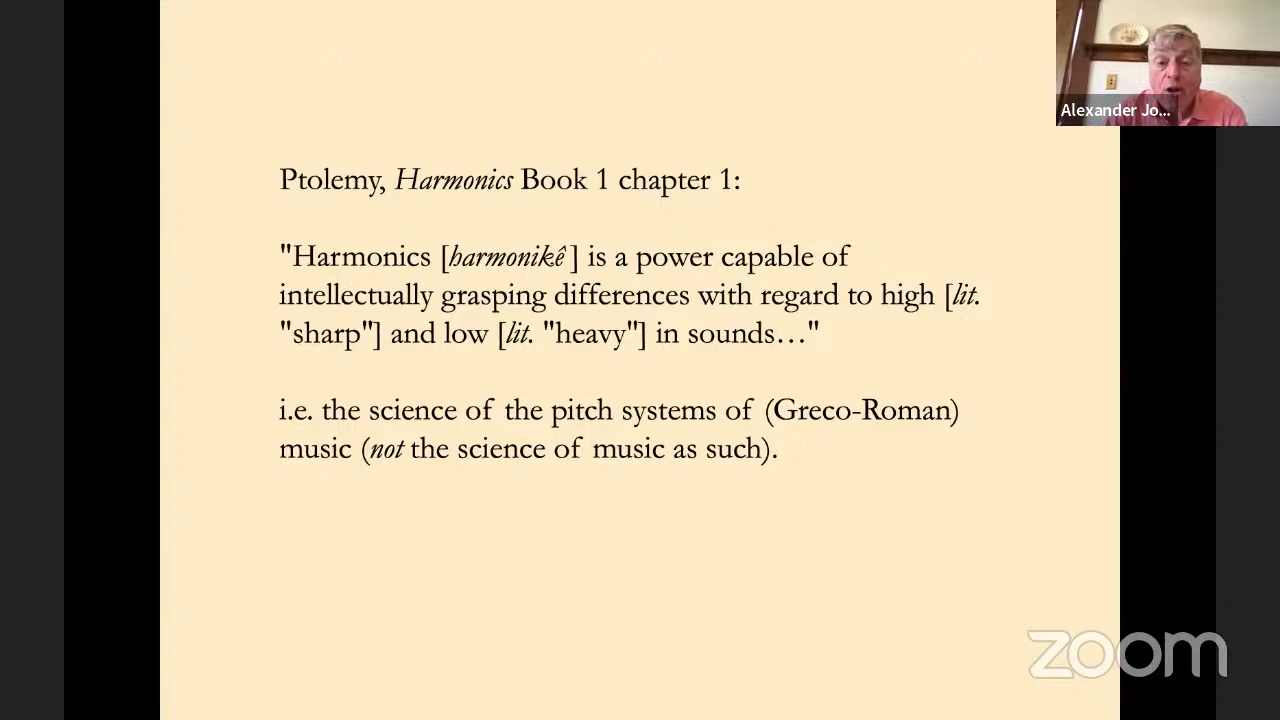 Alexander Jo...
Ptolemy, Harmonics Book 1 chapter 1:
"Harmonics [harmonikê ] is a power capable of
intellectually grasping differences with regard to high [lit.
"sharp"] and low [lit. "heavy"] in sounds…"
i.e. the science of the pitch systems of (Greco-Roman)
music (not the science of music as such).
zoom